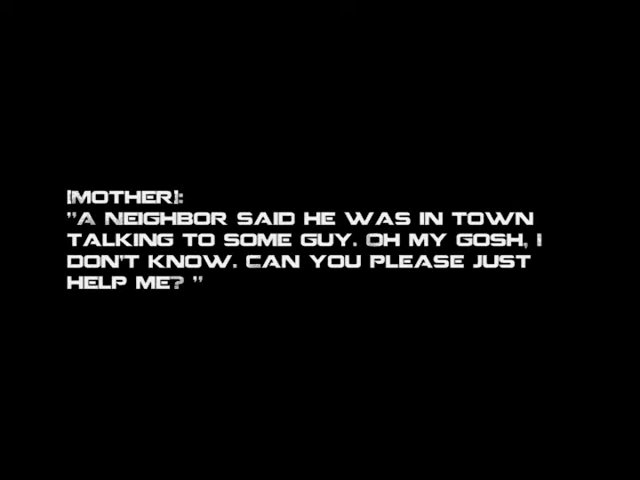 [MOTHER]:
"A NEIGHBOR SAID HE WAS IN TOWN
TALKING TO SOME GUY. OH MY GOSH, I
DON'T KNOW. CAN YOU PLEASE JUST
HELP ME? "